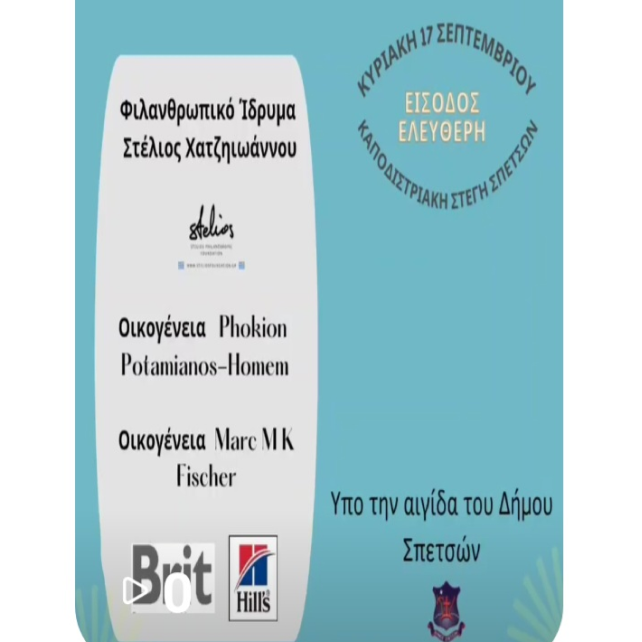 Φιλανθρωπικό Ίδρυμα
Στέλιος Χατζηιωάννου
stelios
Οικογένεια Phokion
Potamianos-Homem
Οικογένεια Marc M K
Fischer
Brit
0
Hill's
ΚΥΡΙΑΚΗ 17 ΣΕΠΤΕΜΒΡΙΟΥ
ΕΙΣΟΔΟΣ
ΕΛΕΥΘΕΡΗ
ΚΑΠΟΔΙΣΤΡΙΑΚΗ ΣΤΕΓΗ ΣΠΕΤΣΩΝ
Υπο την αιγίδα του Δήμου
Σπετσών